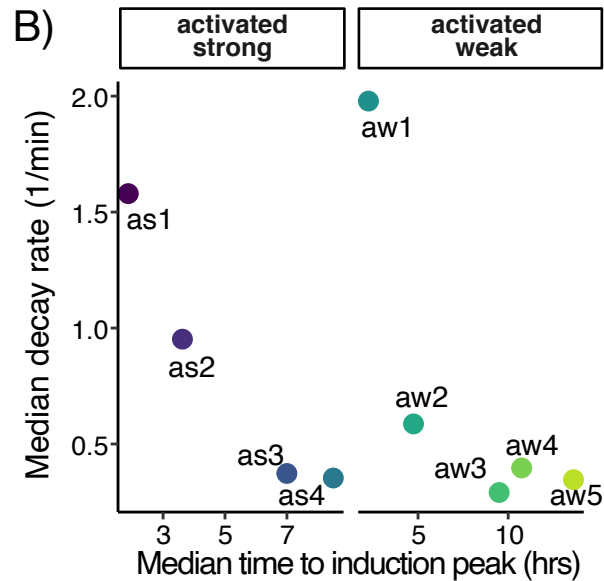 B)
activated
strong
activated
weak
Median decay rate (1/min)
2.0
1.5
1.0
0.5
as1
as2
as3
as4
aw1
aw2
aw3
aw4
aw5
3 5 7
5 10
Median time to induction peak (hrs)